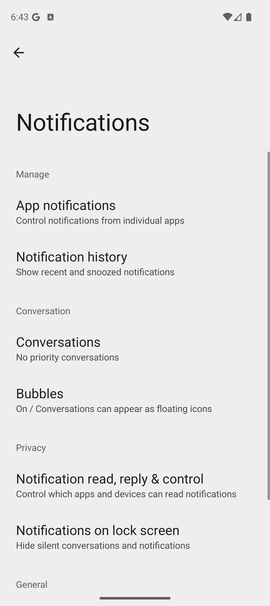 6:43 G A
Notifications
Manage
App notifications
Control notifications from individual apps
Notification history
Show recent and snoozed notifications
Conversation
Conversations
No priority conversations
Bubbles
On / Conversations can appear as floating icons
Privacy
Notification read, reply & control
Control which apps and devices can read notifications
Notifications on lock screen
Hide silent conversations and notifications
General